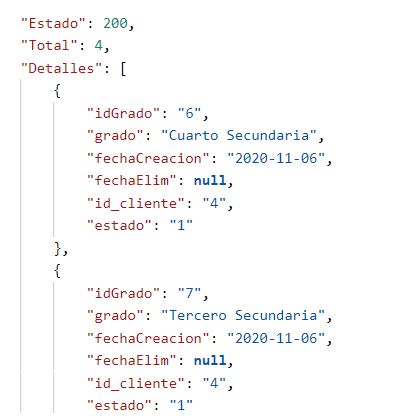 "Estado": 200,
"Total": 4,
"Detalles": [
{
"idGrado": "6",
"grado": "Cuarto Secundaria",
"fechaCreacion": "2020-11-06",
"fechaElim": null,
"id_cliente": "4",
"estado": "1"
},
{
"idGrado": "7",
"grado": "Tercero Secundaria",
"fechaCreacion": "2020-11-06",
"fechaElim": null,
"id_cliente": "4",
"estado": "1"